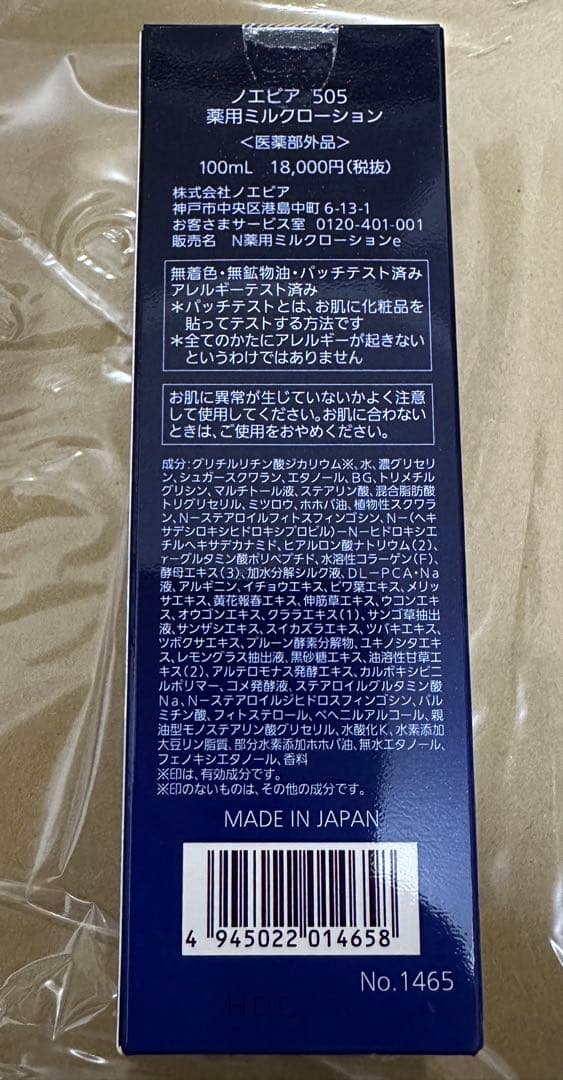 ノエビア 505
薬用ミルクローション
＜医薬部外品＞
100mL 18,000円(税抜)
株式会社ノエビア
神戸市中央区港島中町 6-13-1
お客さまサービス室 0120-401-001
販売名 N薬用ミルクローションe
無着色・無鉱物油・パッチテスト済み
アレルギーテスト済み
＊パッチテストとは、お肌に化粧品を
貼ってテストする方法です
＊全てのかたにアレルギーが起きない
というわけではありません
お肌に異常が生じていないかよく注意
して使用してください。お肌に合わない
ときは、ご使用をおやめください。
成分:グリチルリチン酸ジカリウム※、水、濃グリセリ
ン、シュガースクワラン、エタノール、BG、トリメチル
グリシン、マルチトール液、ステアリン酸、混合脂肪酸
トリグリセリル、ミツロウ、ホホバ油、植物性スクワラ
ン、N－ステアロイルフィトスフィンゴシン、N－(ヘキ
サデシロキシヒドロキシプロピル)－N－ヒドロキシエ
チルヘキサデカナミド、ヒアルロン酸ナトリウム(2)、
γーグルタミン酸ポリペプチド、水溶性コラーゲン(F)、
酵母エキス(3)、加水分解シルク液、DL－PCA・Na
液、アルギニン、イチョウエキス、ビワ葉エキス、メリッ
サエキス、黄花報春エキス、伸筋草エキス、ウコンエキ
ス、オウゴンエキス、クララエキス(1)、サンゴ草抽出
液、サンザシエキス、スイカズラエキス、ツバキエキス、
ツボクサエキス、プルーン酵素分解物、ユキノシタエキ
ス、レモングラス抽出液、黒砂糖エキス、油溶性甘草エ
キス(2)、アルテロモナス発酵エキス、カルボキシビニ
ルポリマー、コメ発酵液、ステアロイルグルタミン酸
Na、N－ステアロイルジヒドロスフィンゴシン、パル
ミチン酸、フィトステロール、ベヘニルアルコール、親
油型モノステアリン酸グリセリル、水酸化K、水素添加
大豆リン脂質、部分水素添加ホホバ油、無水エタノール、
フェノキシエタノール、香料
※印は、有効成分です。
※印のないものは、その他の成分です。
MADE IN JAPAN
4 945022 014658
No.1465